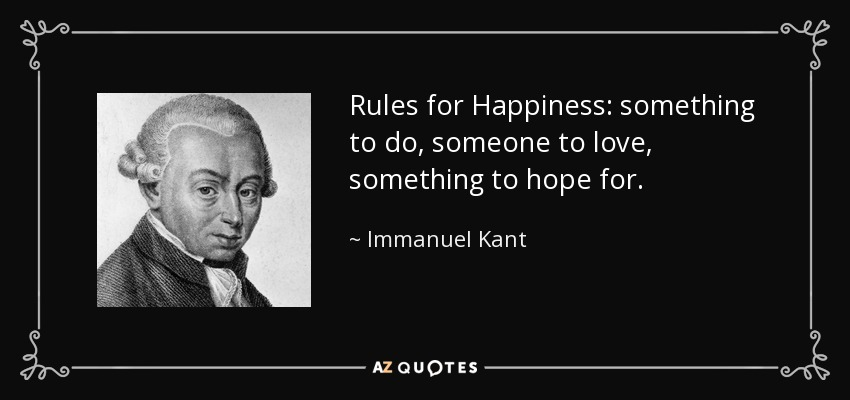 Rules for Happiness: something
to do, someone to love,
something to hope for.
~ Immanuel Kant
AZ QUOTES